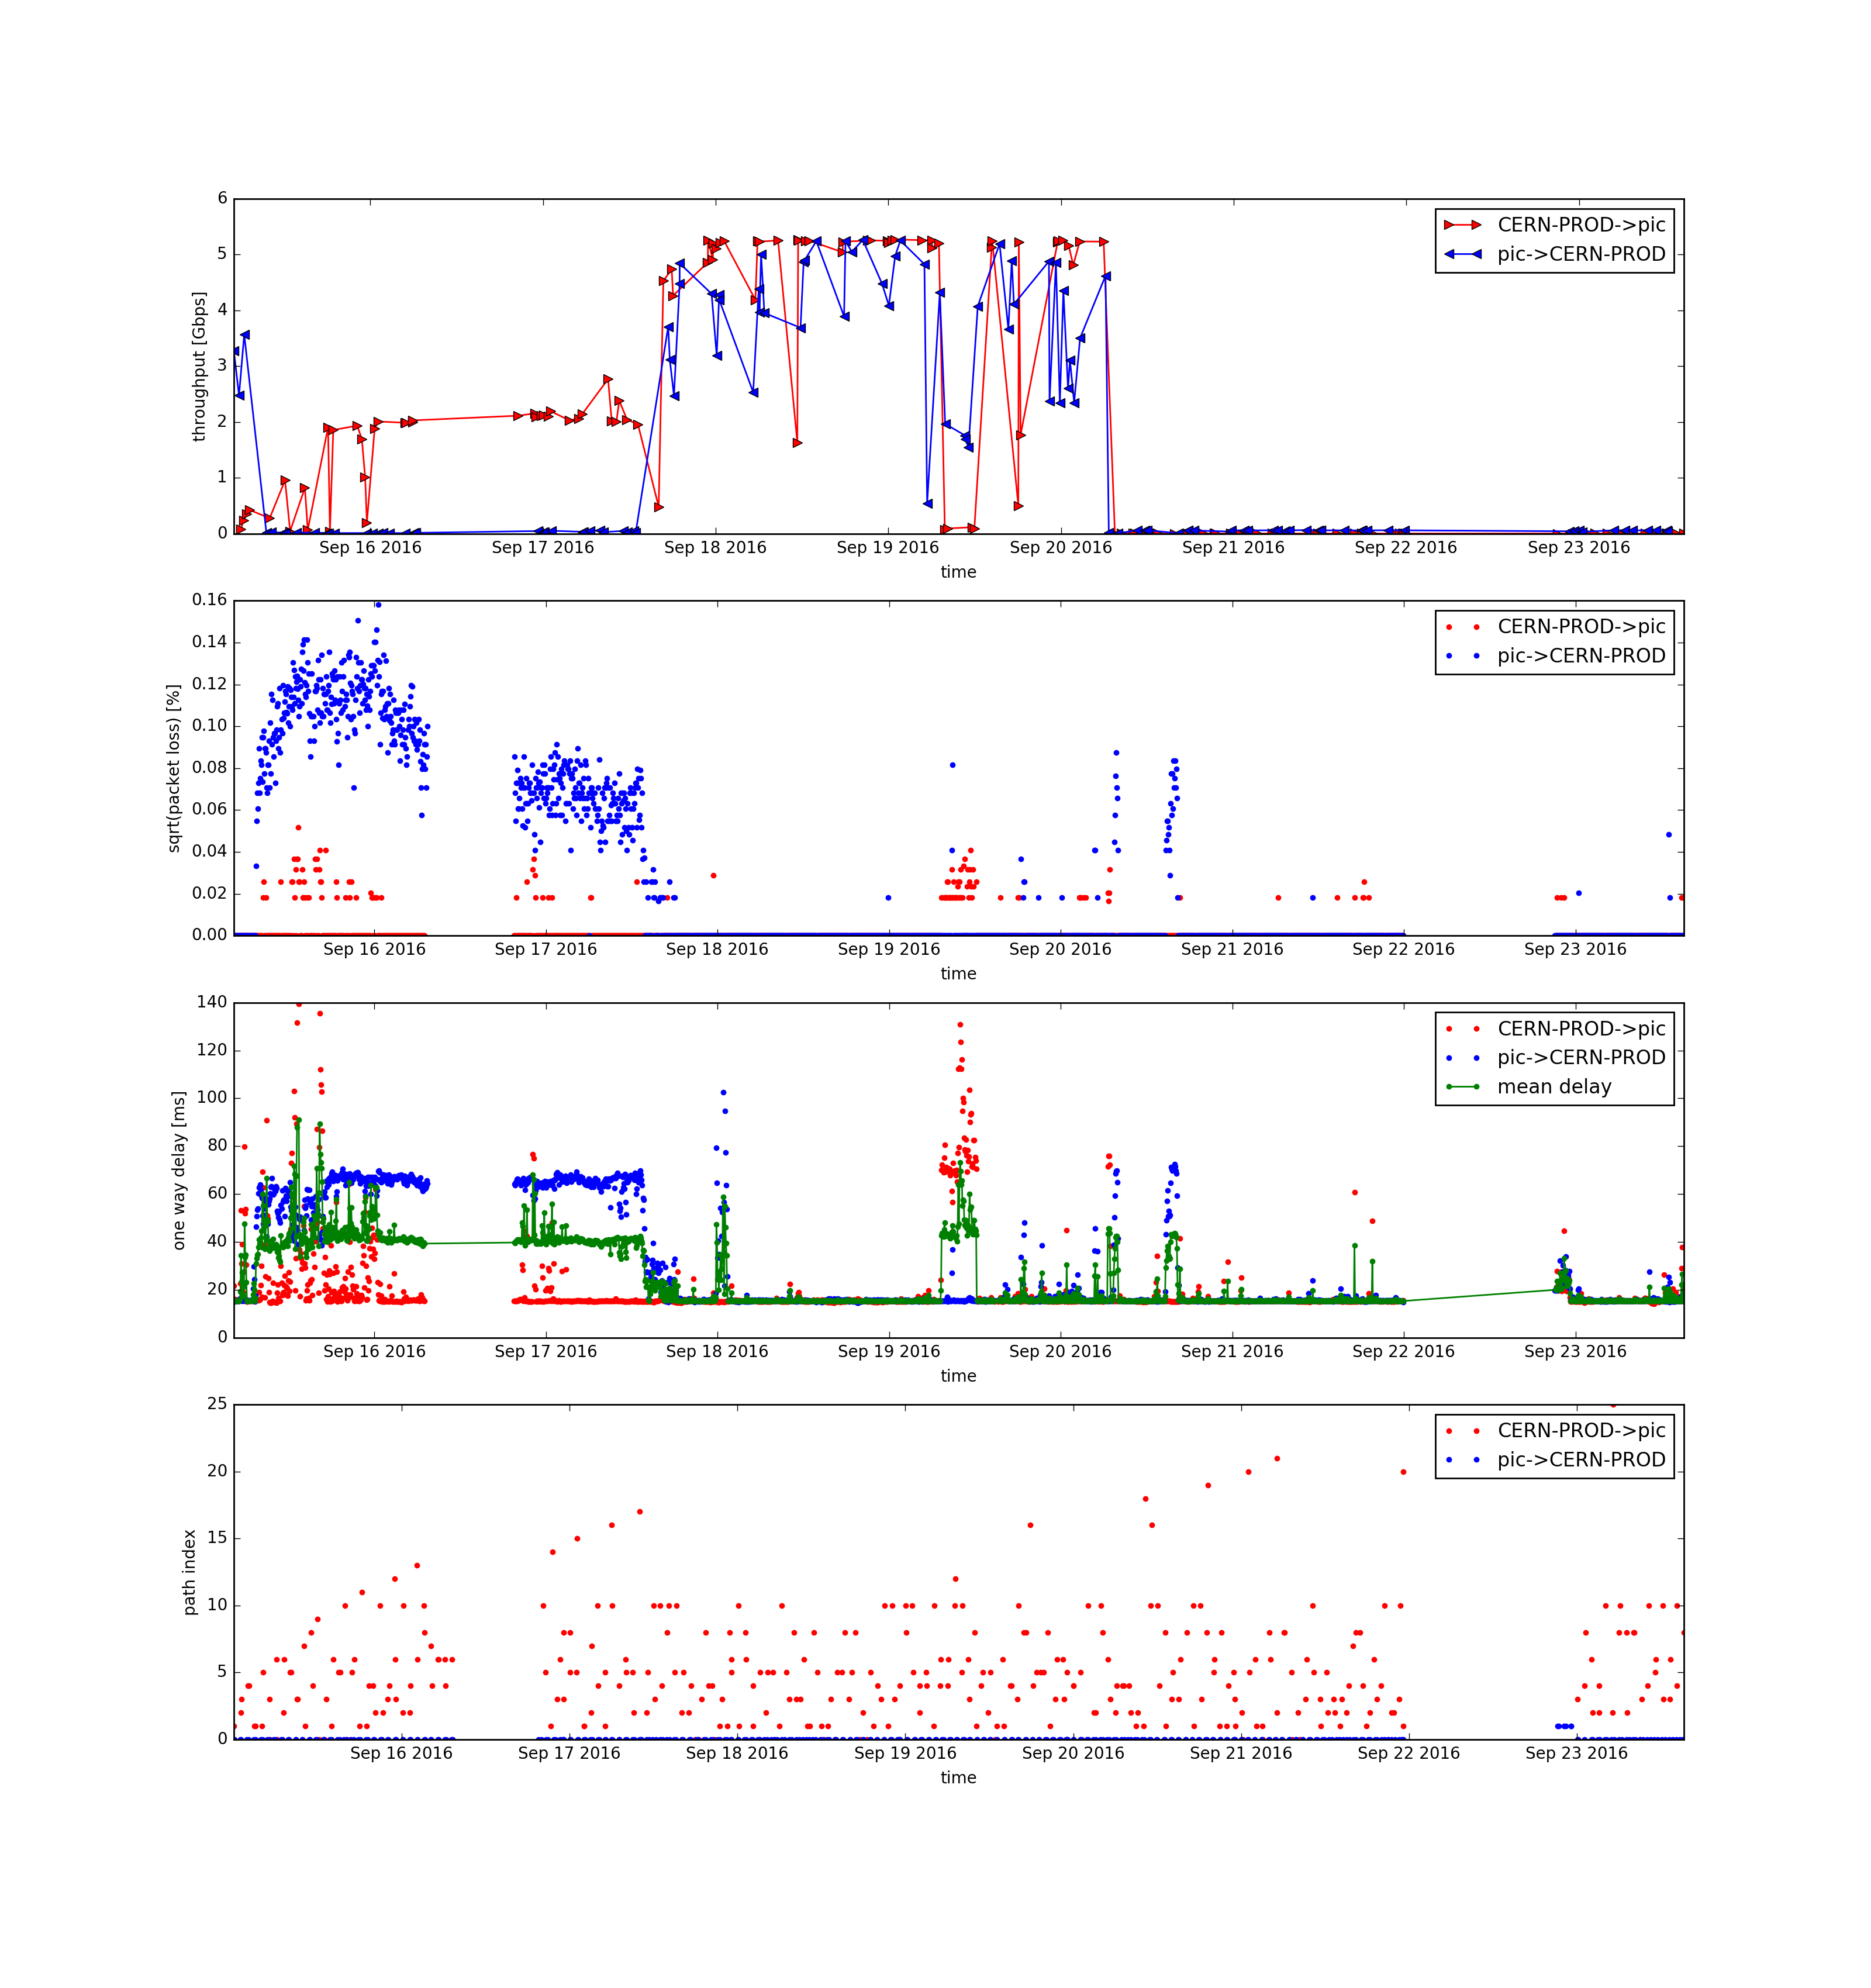 6
5
4
3
2
1
0
throughput [Gbps]
CERN-PROD->pic
pic->CERN-PROD
Sep 16 2016 Sep 17 2016 Sep 18 2016 Sep 19 2016 Sep 20 2016 Sep 21 2016 Sep 22 2016 Sep 23 2016
time
0.16
0.14
0.12
0.10
0.08
0.06
0.04
0.02
0.00
sqrt(packet loss) [%]
CERN-PROD->pic
pic->CERN-PROD
Sep 16 2016 Sep 17 2016 Sep 18 2016 Sep 19 2016 Sep 20 2016 Sep 21 2016 Sep 22 2016 Sep 23 2016
time
140
120
100
80
60
40
20
0
one way delay [ms]
CERN-PROD->pic
pic->CERN-PROD
mean delay
Sep 16 2016 Sep 17 2016 Sep 18 2016 Sep 19 2016 Sep 20 2016 Sep 21 2016 Sep 22 2016 Sep 23 2016
time
25
20
15
10
5
0
path index
CERN-PROD->pic
pic->CERN-PROD
Sep 16 2016 Sep 17 2016 Sep 18 2016 Sep 19 2016 Sep 20 2016 Sep 21 2016 Sep 22 2016 Sep 23 2016
time